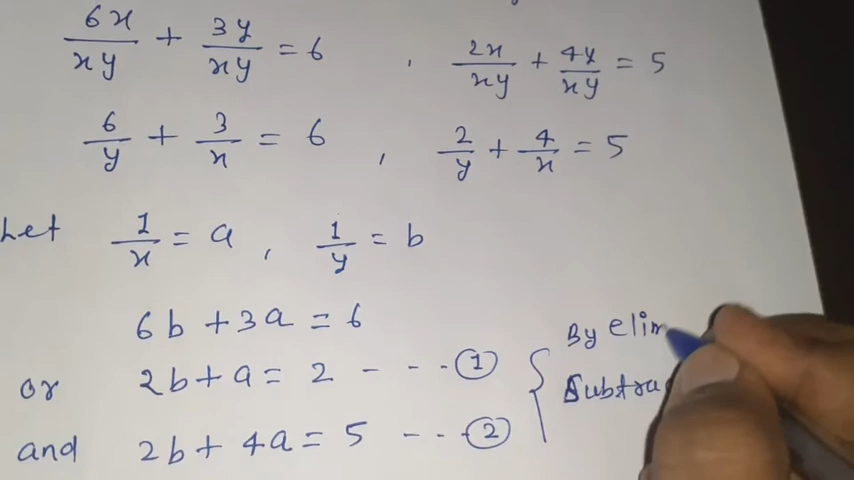 6x/xy + 3y/xy = 6 , 2x/xy + 4y/xy = 5
6/y + 3/x = 6 , 2/y + 4/x = 5
Let 1/x = a , 1/y = b
6b + 3a = 6
or 2b + a = 2 - - - ①
and 2b + 4a = 5 - - - ②
By elim
Subtra